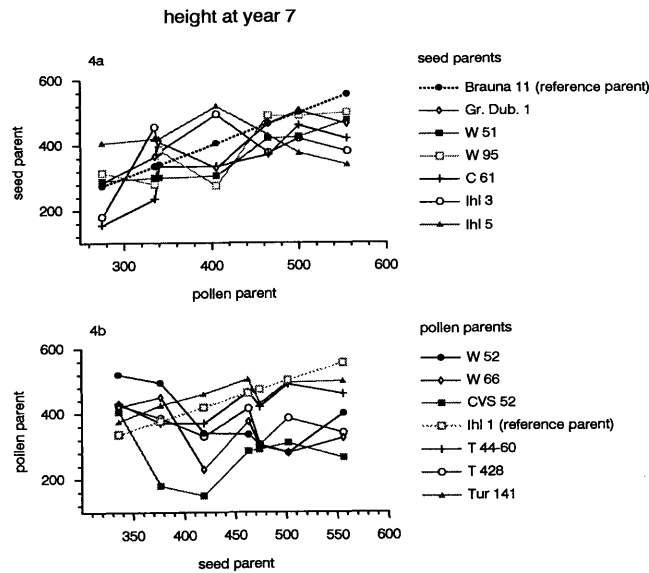 height at year 7
4a
600
400
200
seed parent
300
400
500
600
pollen parent
seed parents
Brauna 11 (reference parent)
Gr. Dub. 1
W 51
W 95
C 61
Ihl 3
Ihl 5
4b
600
400
200
pollen parent
350
400
450
500
550
600
seed parent
pollen parents
W 52
W 66
CVS 52
Ihl 1 (reference parent)
T 44-60
T 428
Tur 141